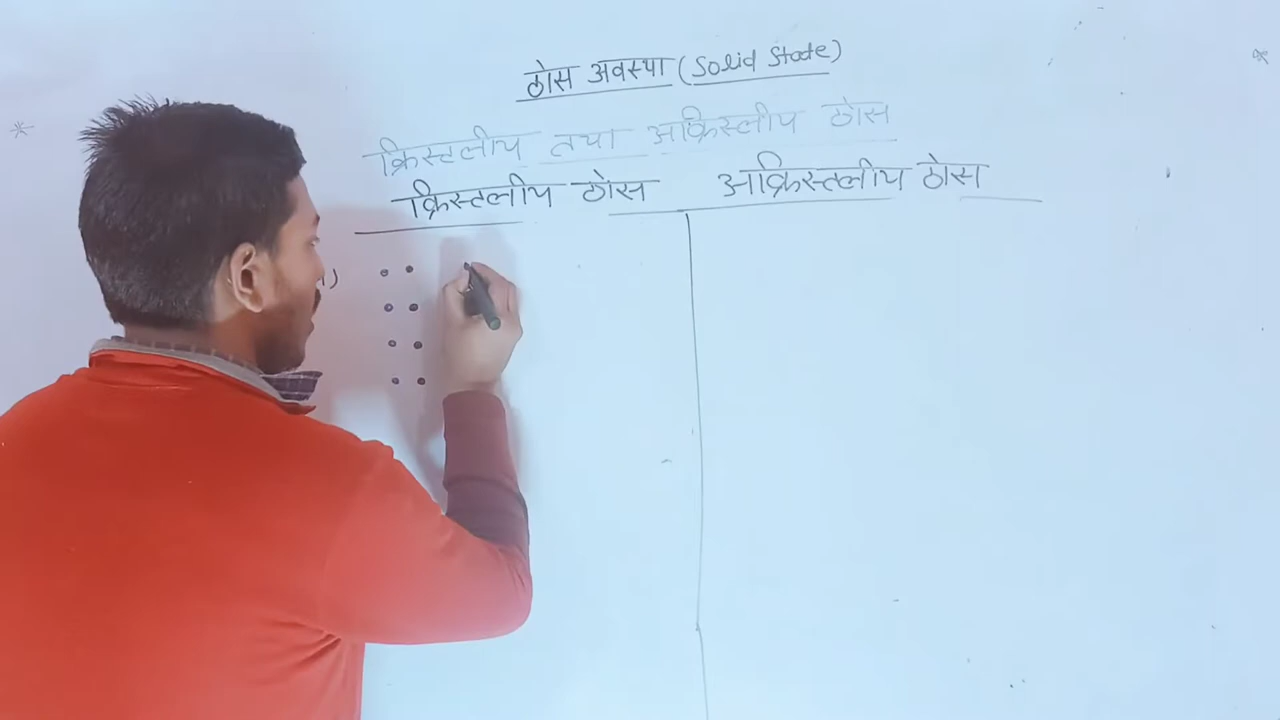 ठोस अवस्था (Solid State)
क्रिस्टलीय तथा अक्रिस्टलीय ठोस
क्रिस्टलीय ठोस अक्रिस्टलीय ठोस